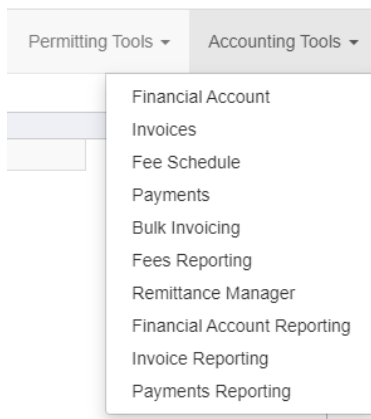 Permitting Tools Accounting Tools
Financial Account
Invoices
Fee Schedule
Payments
Bulk Invoicing
Fees Reporting
Remittance Manager
Financial Account Reporting
Invoice Reporting
Payments Reporting